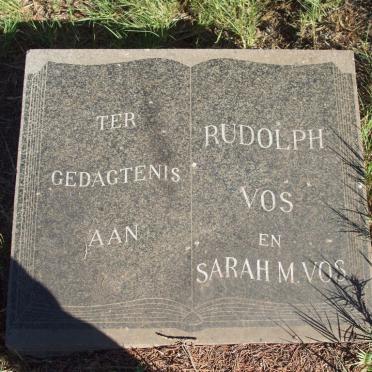 TER
GEDAGTENIS
AAN
RUDOLPH
VOS
EN
SARAH M. VOS